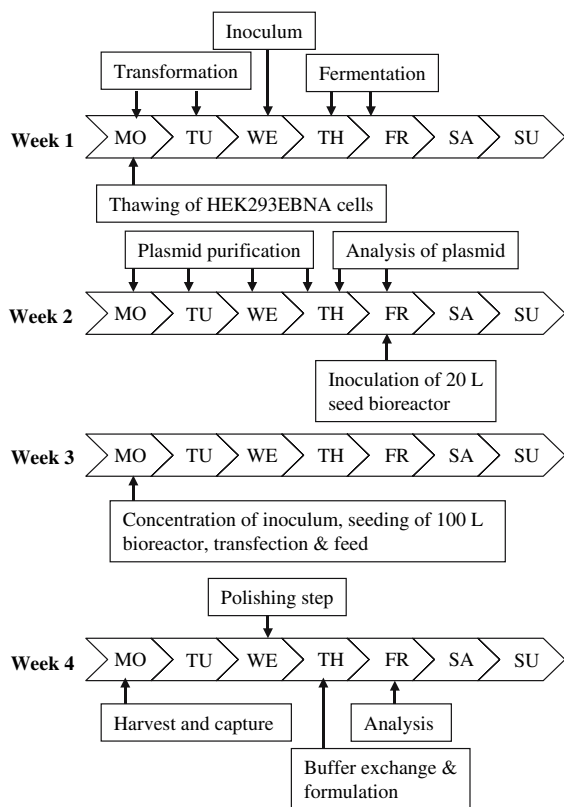 Inoculum
Transformation
Fermentation
Week 1
MO
TU
WE
TH
FR
SA
SU
Thawing of HEK293EBNA cells
Plasmid purification
Analysis of plasmid
Week 2
MO
TU
WE
TH
FR
SA
SU
Inoculation of 20 L
seed bioreactor
Week 3
MO
TU
WE
TH
FR
SA
SU
Concentration of inoculum, seeding of 100 L
bioreactor, transfection & feed
Polishing step
Week 4
MO
TU
WE
TH
FR
SA
SU
Harvest and capture
Analysis
Buffer exchange &
formulation